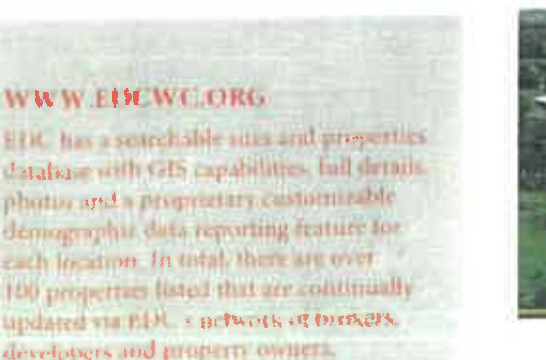 WWW.EDCWC.ORG
EDC has a searchable sites and properties
database with GIS capabilities, full details,
photos and a proprietary, customizable
demographic data reporting feature for
each location. In total, there are over
100 properties listed that are continually
updated via EDC's network of brokers,
developers and property owners.